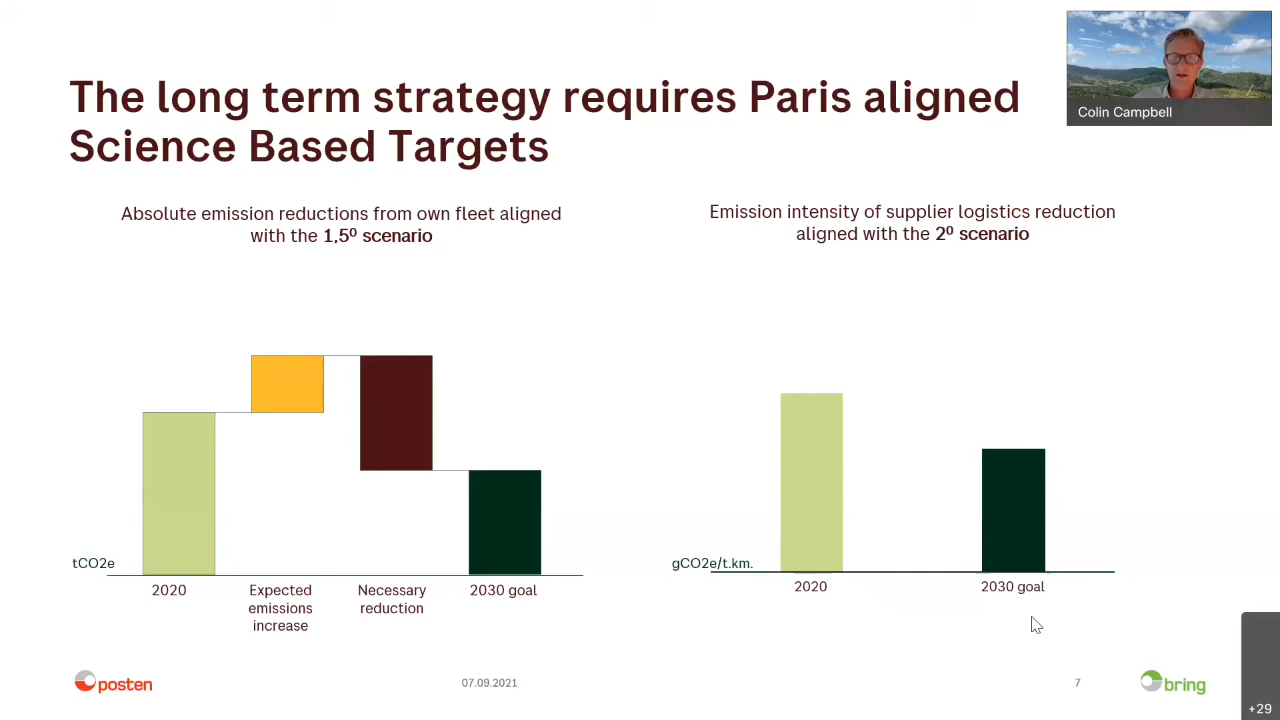 The long term strategy requires Paris aligned
Science Based Targets
Colin Campbell
Absolute emission reductions from own fleet aligned
with the 1,5º scenario
Emission intensity of supplier logistics reduction
aligned with the 2º scenario
tCO2e
2020
Expected
emissions
increase
Necessary
reduction
2030 goal
gCO2e/t.km.
2020
2030 goal
posten
07.09.2021
7
bring
+29